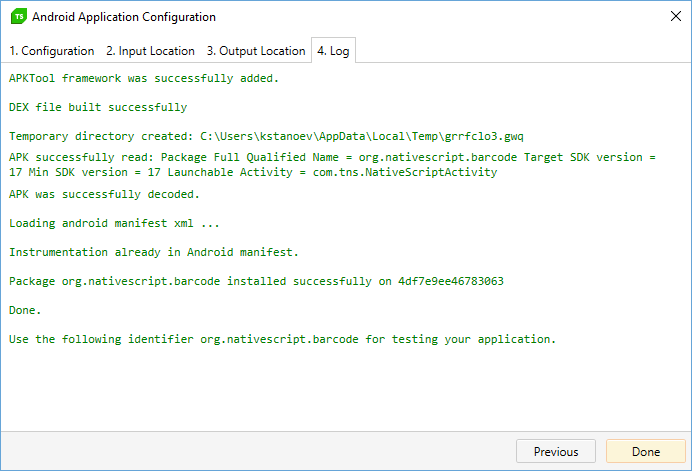 TS Android Application Configuration
1. Configuration 2. Input Location 3. Output Location 4. Log
APKTool framework was successfully added.
DEX file built successfully
Temporary directory created: C:\Users\kstanoev\AppData\Local\Temp\grrfclo3.gwq
APK successfully read: Package Full Qualified Name = org.nativescript.barcode Target SDK version =
17 Min SDK version = 17 Launchable Activity = com.tns.NativeScriptActivity
APK was successfully decoded.
Loading android manifest xml ...
Instrumentation already in Android manifest.
Package org.nativescript.barcode installed successfully on 4df7e9ee46783063
Done.
Use the following identifier org.nativescript.barcode for testing your application.
Previous Done